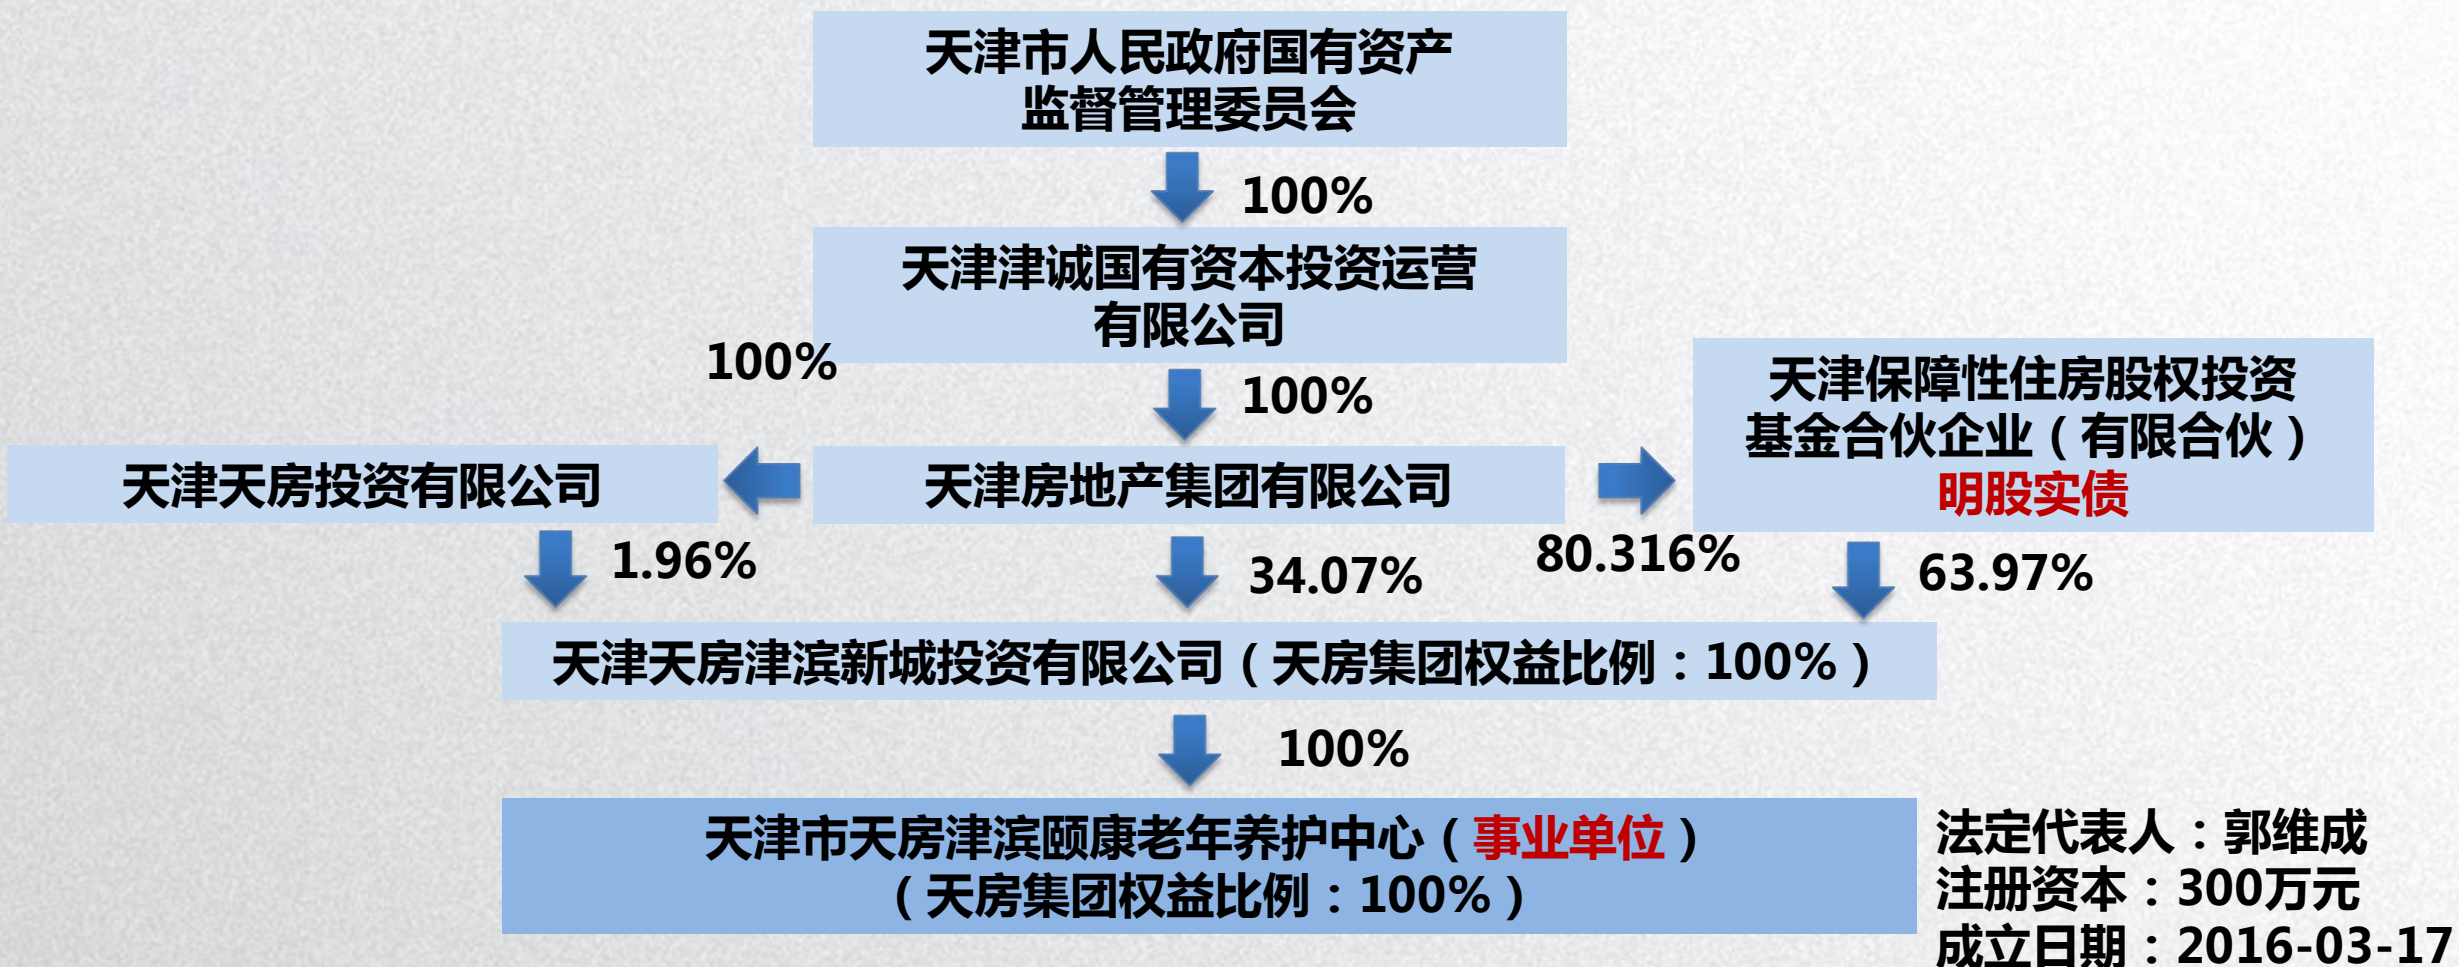 天津市人民政府国有资产
监督管理委员会
100%
天津津诚国有资本投资运营
有限公司
100%
100%
天津保障性住房股权投资
基金合伙企业（有限合伙）
明股实债
天津天房投资有限公司
天津房地产集团有限公司
1.96%
34.07%
80.316%
63.97%
天津天房津滨新城投资有限公司（天房集团权益比例：100%）
100%
天津市天房津滨颐康老年养护中心（事业单位）
（天房集团权益比例：100%）
法定代表人：郭维成
注册资本：300万元
成立日期：2016-03-17